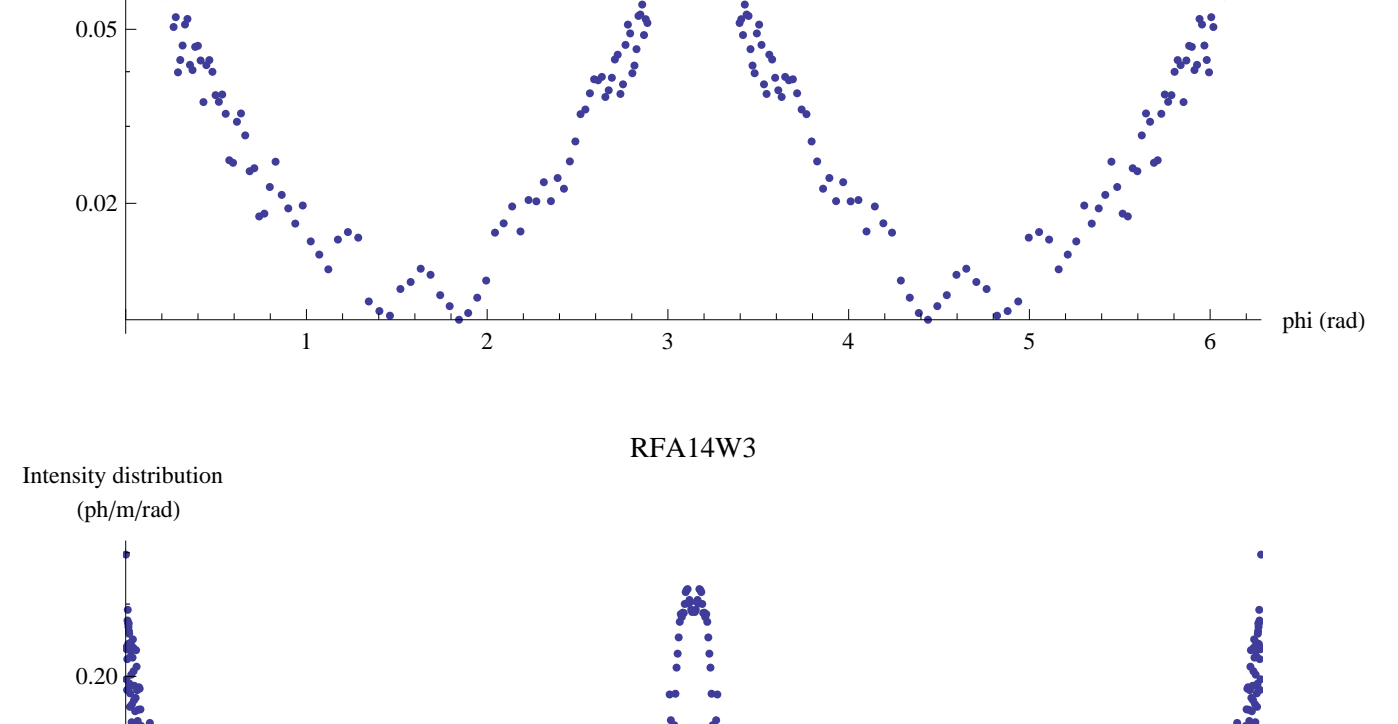 0.05
0.02
1 2 3 4 5 6
phi (rad)
RFA14W3
Intensity distribution
(ph/m/rad)
0.20